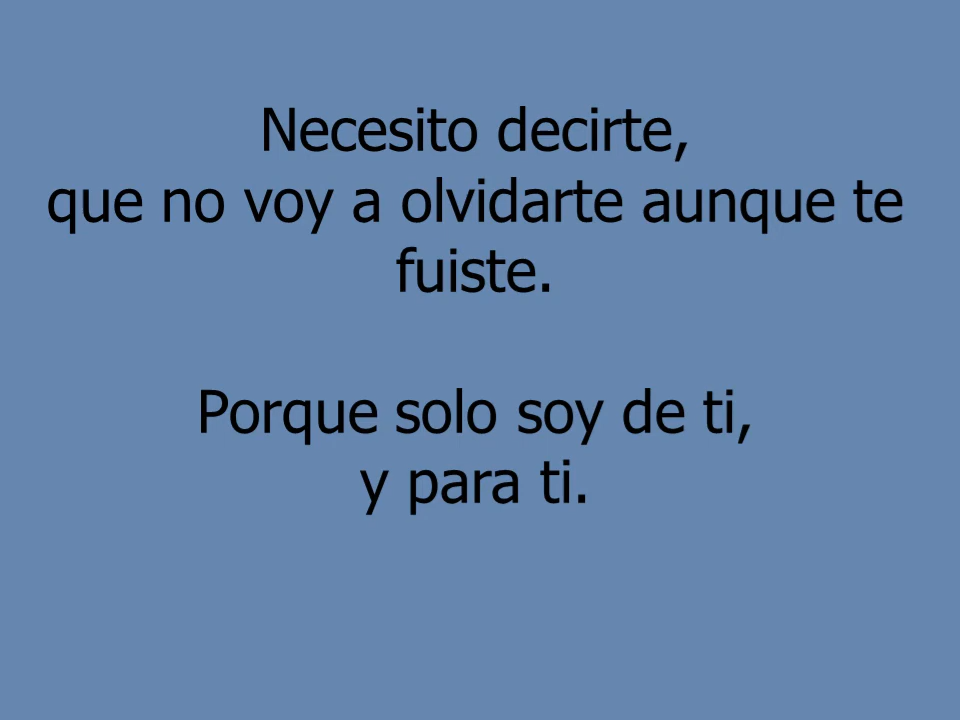 Necesito decirte,
que no voy a olvidarte aunque te
fuiste.
Porque solo soy de ti,
y para ti.